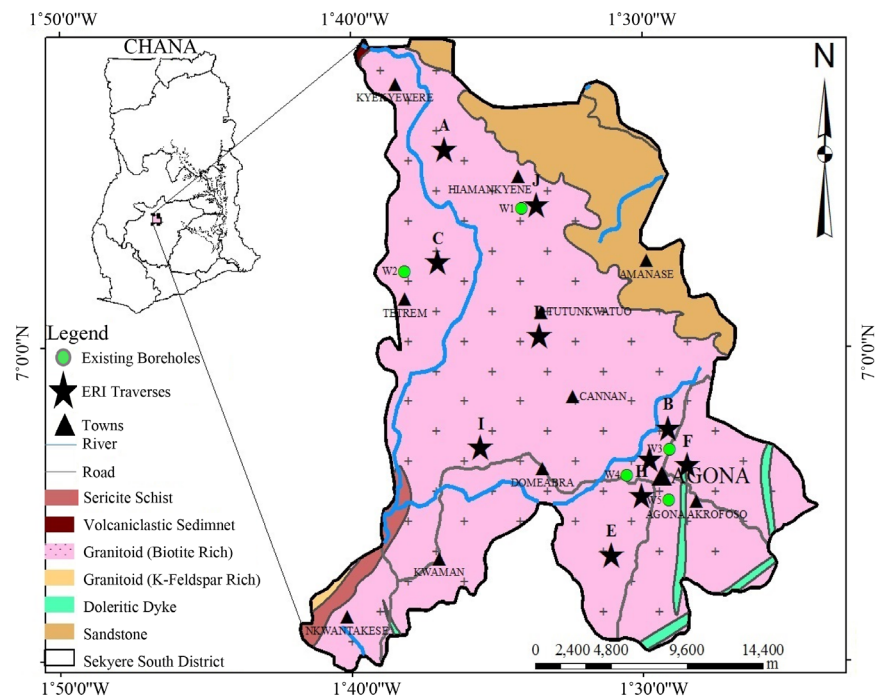 1°50'0"W 1°40'0"W 1°30'0"W
CHANA
N
KYEKYEWERE
A
HIAMANKYENE
J
W1
C
W2
AMANASE
TETREM
TUTUNKWATUO
7°0'0"N 7°0'0"N
Legend
Existing Boreholes
ERI Traverses
Towns
River
Road
Sericite Schist
Volcaniclastic Sedimnet
Granitoid (Biotite Rich)
Granitoid (K-Feldspar Rich)
Doleritic Dyke
Sandstone
Sekyere South District
CANNAN
B
I
F
W3
H
W4
AGONA
DOMEABRA
W5
AGONA AKROFOSO
E
KWAMAN
NKWANTAKESE
0 2,400 4,800 9,600 14,400
m
1°50'0"W 1°40'0"W 1°30'0"W